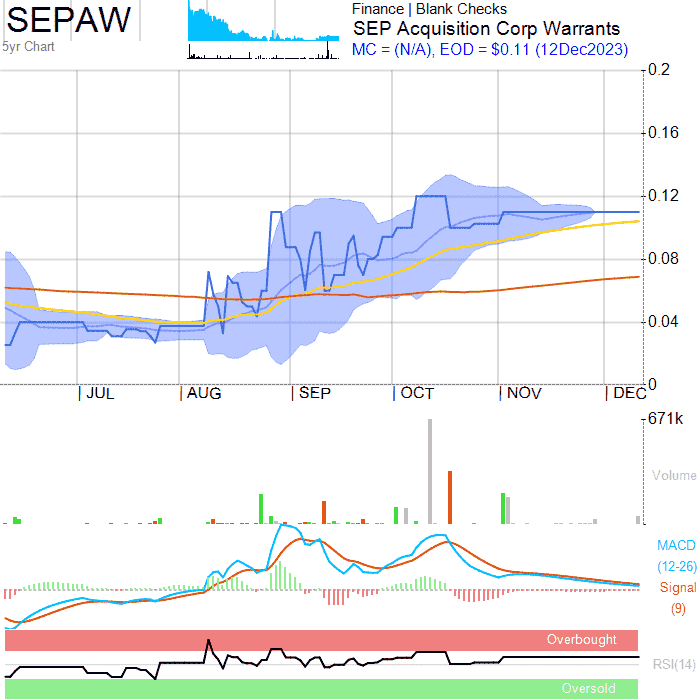 SEPAW
5yr Chart
Finance | Blank Checks
SEP Acquisition Corp Warrants
MC = (N/A), EOD = $0.11 (12Dec2023)
0.2
0.16
0.12
0.08
0.04
0
| JUL | AUG | SEP | OCT | NOV | DEC
671k
Volume
MACD
(12-26)
Signal
(9)
Overbought
RSI(14)
Oversold